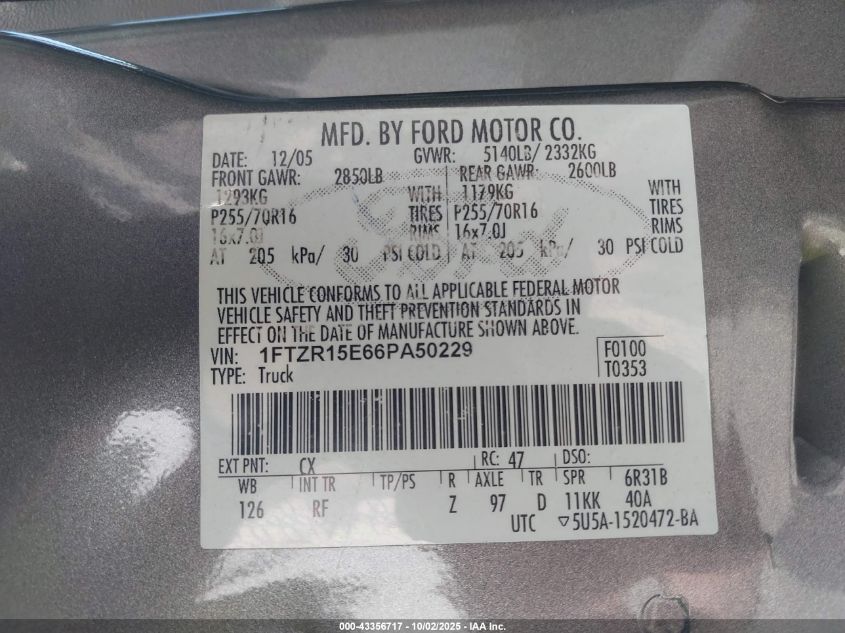 MFD. BY FORD MOTOR CO.
DATE: 12/05 GVWR: 5140LB/ 2332KG
FRONT GAWR: 2850LB REAR GAWR: 2600LB
1293KG WITH 1179KG WITH
P255/70R16 TIRES P255/70R16 TIRES
16x7.0J RIMS 16x7.0J RIMS
AT 205 kPa/ 30 PSI COLD AT 205 kPa/ 30 PSI COLD
Ford
THIS VEHICLE CONFORMS TO ALL APPLICABLE FEDERAL MOTOR
VEHICLE SAFETY AND THEFT PREVENTION STANDARDS IN
EFFECT ON THE DATE OF MANUFACTURE SHOWN ABOVE.
VIN: 1FTZR15E66PA50229 F0100
TYPE: Truck T0353
EXT PNT: CX RC: 47 DSO:
WB INT TR TP/PS R AXLE TR SPR 6R31B
126 RF Z 97 D 11KK 40A
UTC ▽5U5A-1520472-BA
000-43356717 - 10/02/2025 - IAA Inc.